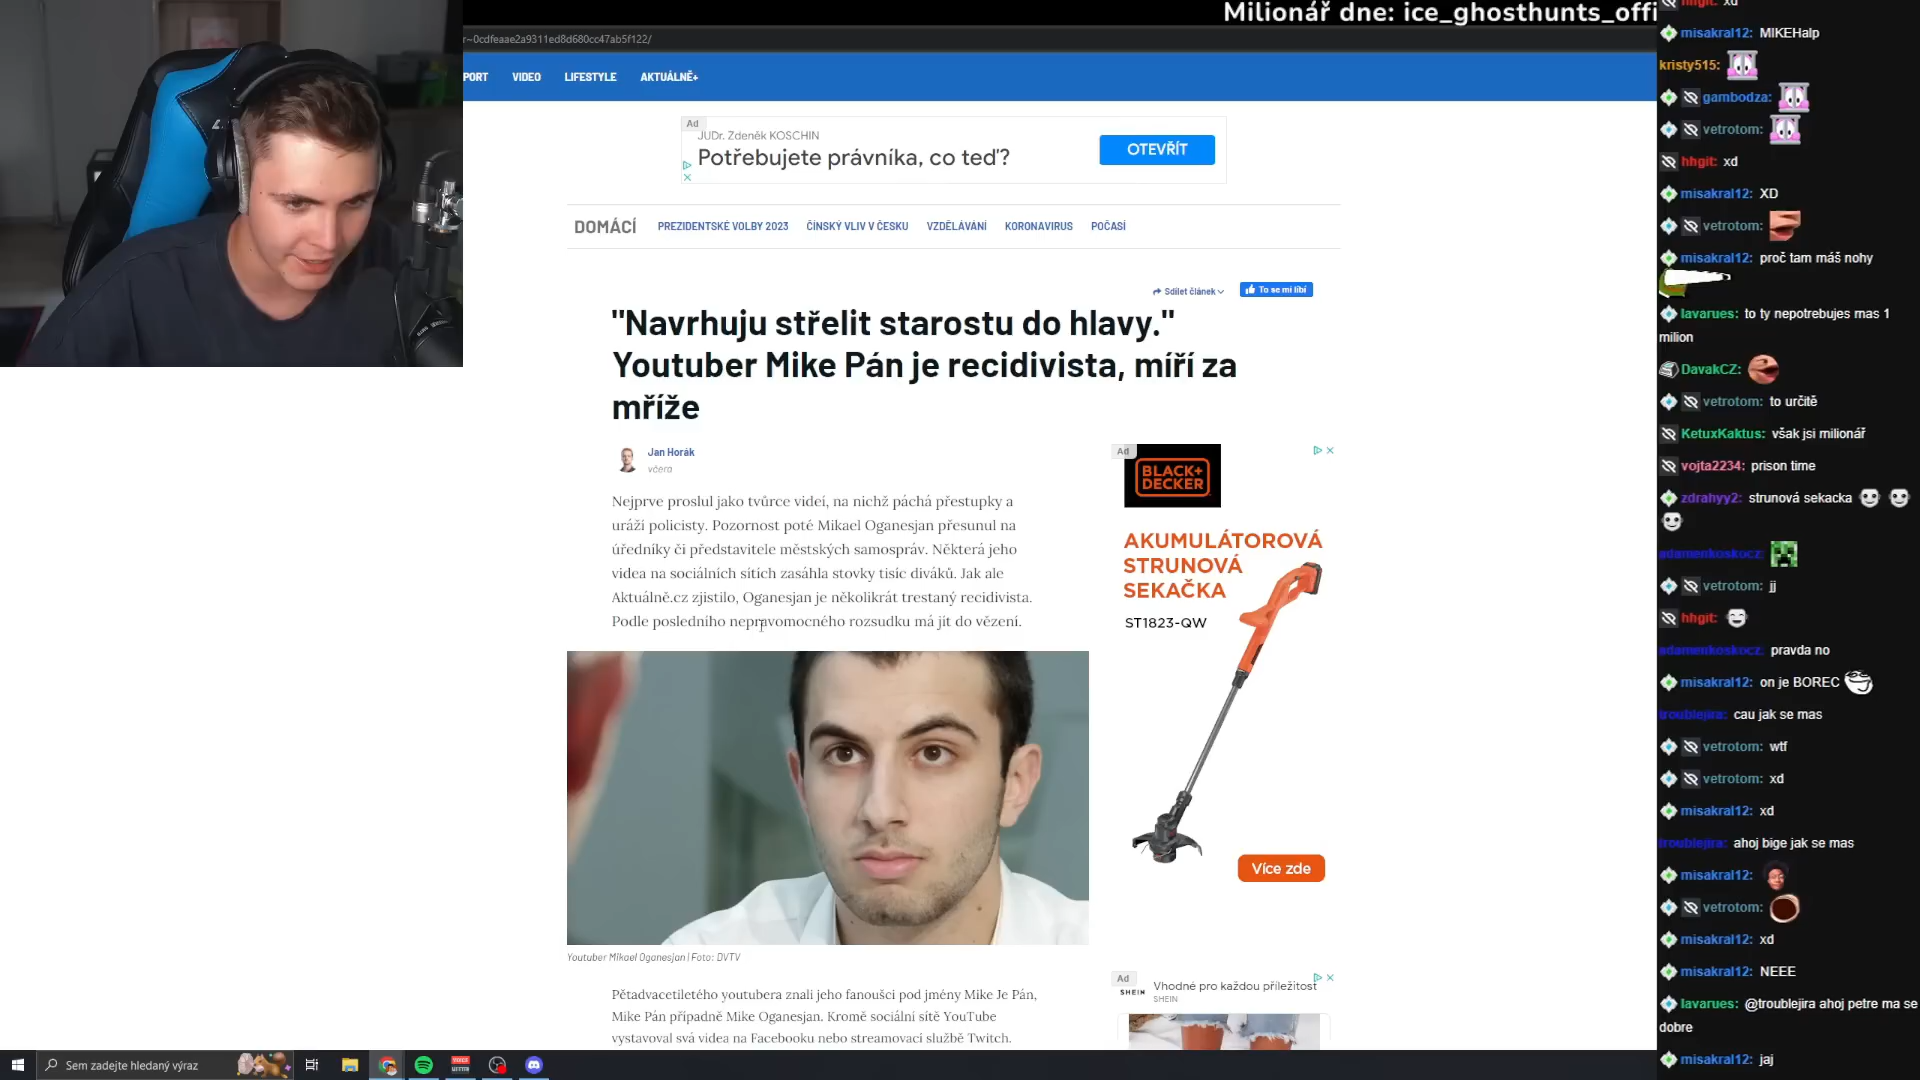 Milionář dne: ice_ghosthunts_offi
r~0cdfeaae2a9311ed8d680cc47ab5f122/
PORT VIDEO LIFESTYLE AKTUÁLNĚ+
Ad
JUDr. Zdeněk KOSCHIN
Potřebujete právníka, co teď?
OTEVŘÍT
DOMÁCÍ PREZIDENTSKÉ VOLBY 2023 ČÍNSKÝ VLIV V ČESKU VZDĚLÁVÁNÍ KORONAVIRUS POČASÍ
Sdílet článek
To se mi líbí
"Navrhuju střelit starostu do hlavy."
Youtuber Mike Pán je recidivista, míří za
mříže
Jan Horák
včera
Nejprve proslul jako tvůrce videí, na nichž páchá přestupky a
uráží policisty. Pozornost poté Mikael Oganesjan přesunul na
úředníky či představitele městských samospráv. Některá jeho
videa na sociálních sítích zasáhla stovky tisíc diváků. Jak ale
Aktuálně.cz zjistilo, Oganesjan je několikrát trestaný recidivista.
Podle posledního nepravomocného rozsudku má jít do vězení.
Youtuber Mikael Oganesjan | Foto: DVTV
Pětadvacetiletého youtubera znali jeho fanoušci pod jmény Mike Je Pán,
Mike Pán případně Mike Oganesjan. Kromě sociální sítě YouTube
vystavoval svá videa na Facebooku nebo streamovací službě Twitch.
Ad
BLACK+
DECKER
AKUMULÁTOROVÁ
STRUNOVÁ
SEKAČKA
ST1823-QW
Více zde
Ad
SHEIN
Vhodné pro každou příležitost
SHEIN
hhgit: xd
misakral12: MIKEHalp
kristy515:
gambodza:
vetrotom:
hhgit: xd
misakral12: XD
vetrotom:
misakral12: proč tam máš nohy
lavarues: to ty nepotrebujes mas 1
milion
DavakCZ:
vetrotom: to určitě
KetuxKaktus: však jsi milionář
vojta2234: prison time
zdrahyy2: strunová sekacka
adamenkoskocz:
vetrotom: jj
hhgit:
adamenkoskocz: pravda no
misakral12: on je BOREC
troublejira: cau jak se mas
vetrotom: wtf
vetrotom: xd
misakral12: xd
troublejira: ahoj bige jak se mas
misakral12:
vetrotom:
misakral12: xd
misakral12: NEEE
lavarues: @troublejira ahoj petre ma se
dobre
misakral12: jaj
Sem zadejte hledaný výraz